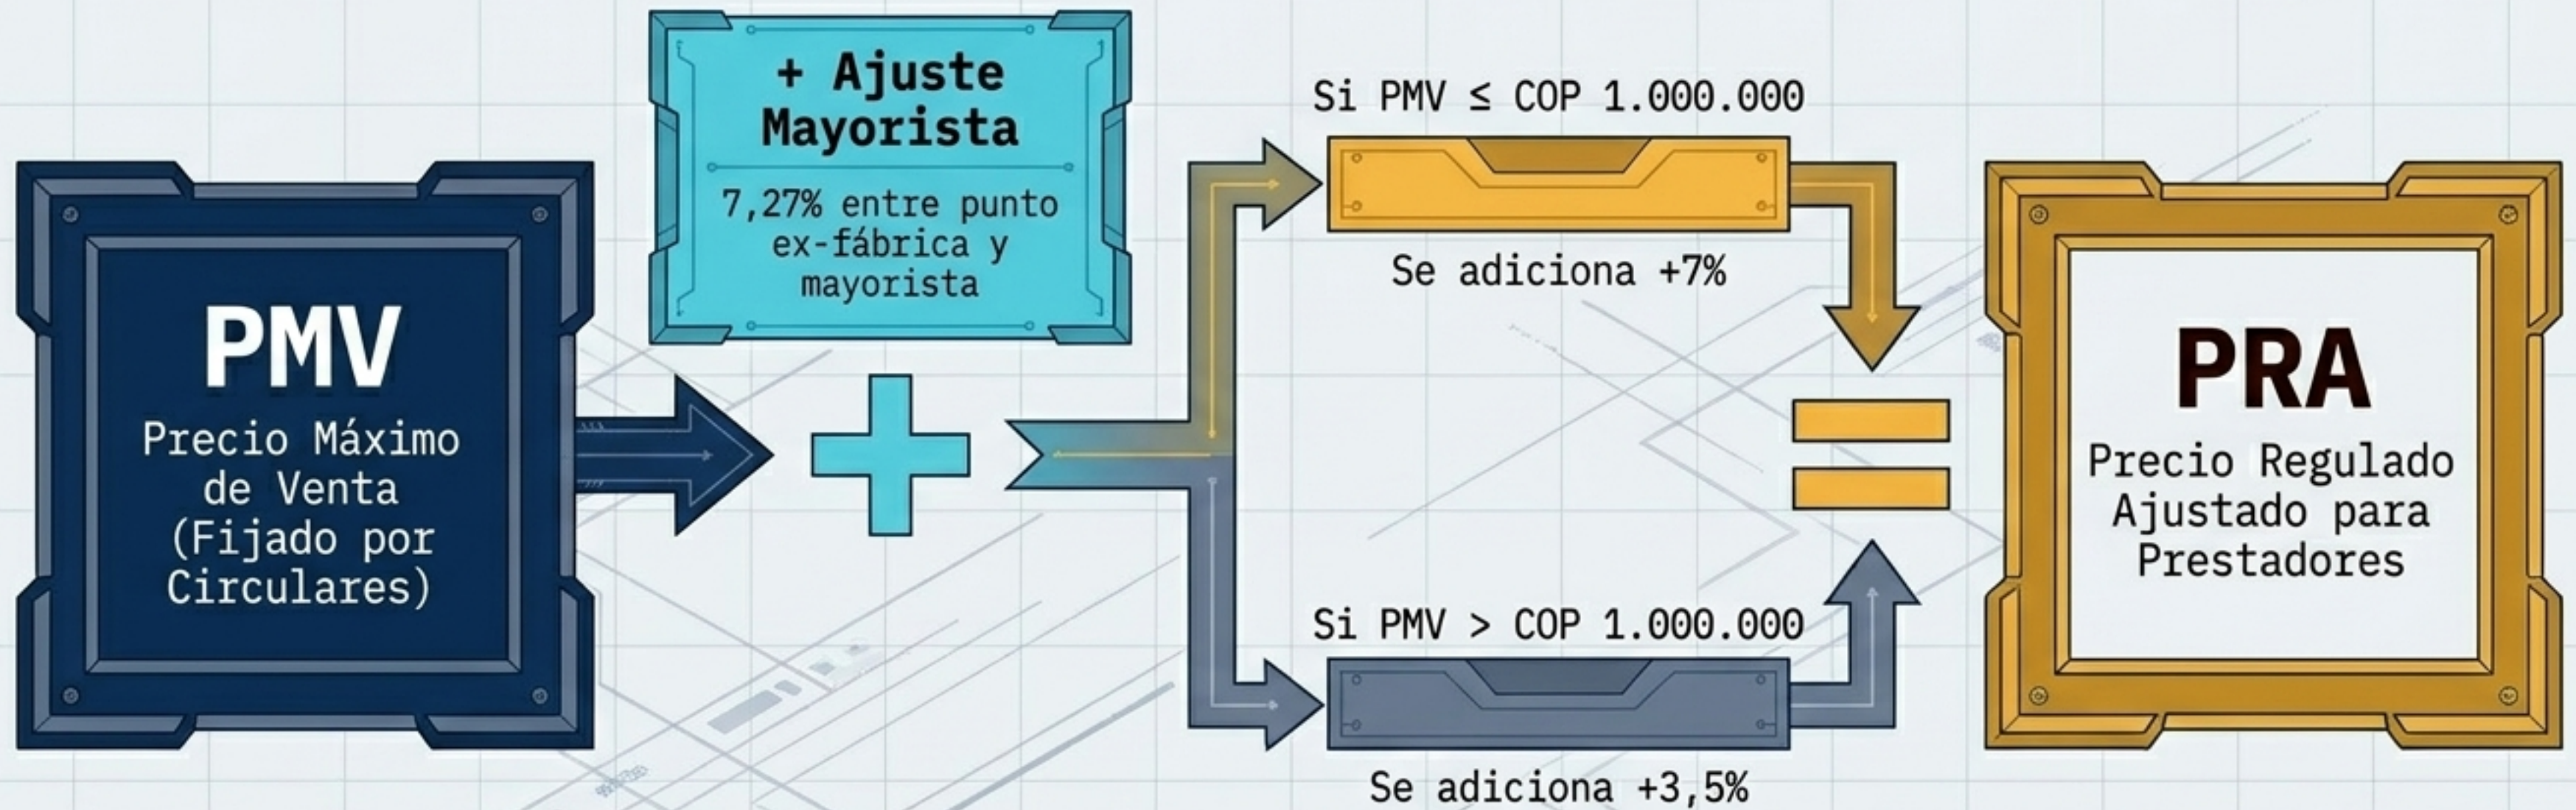 PMV
Precio Máximo
de Venta
(Fijado por
Circulares)
+ Ajuste
Mayorista
7,27% entre punto
ex-fábrica y
mayorista
Si PMV ≤ COP 1.000.000
Se adiciona +7%
Si PMV > COP 1.000.000
Se adiciona +3,5%
PRA
Precio Regulado
Ajustado para
Prestadores